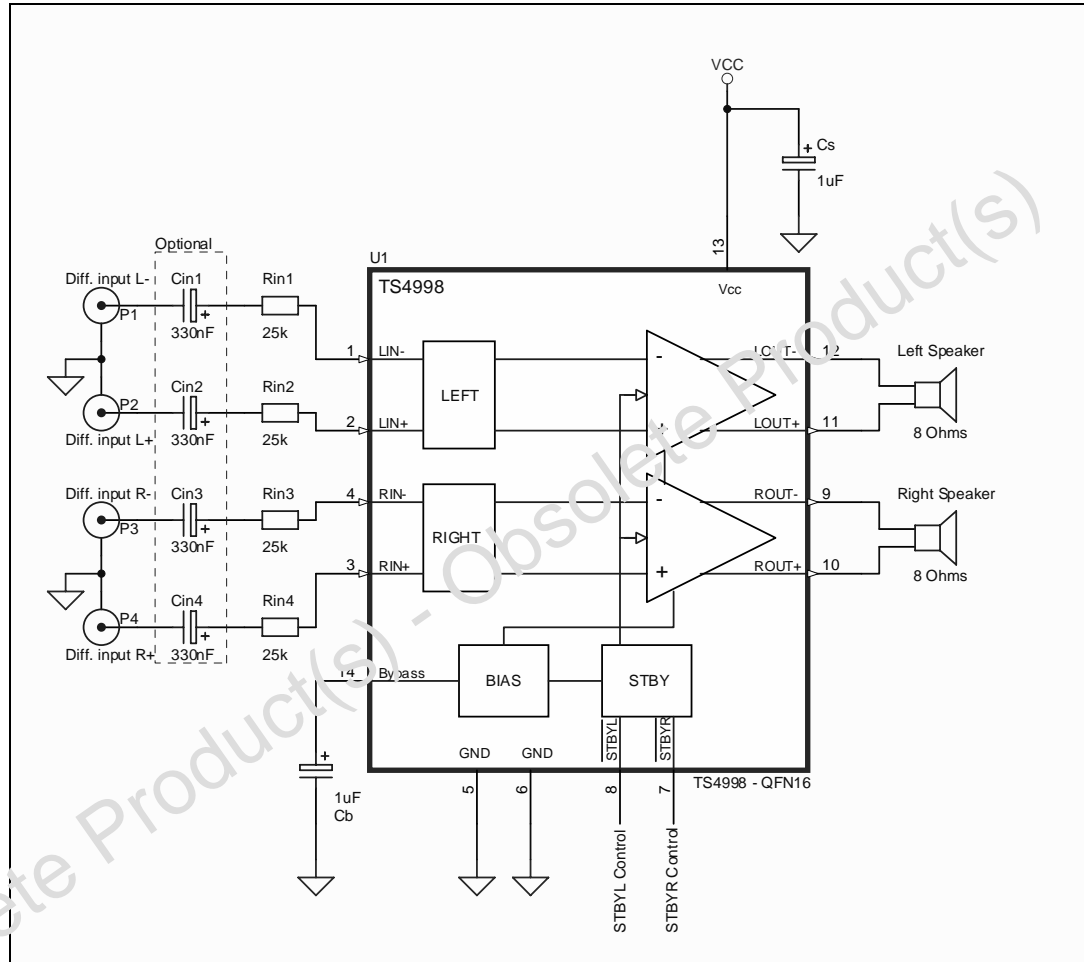 VCC
+ Cs
1uF
13
Optional
U1
Diff. input L-
Cin1
Rin1
TS4998
Vcc
P1
+
330nF
25k
1
LIN-
-
LOUT-
12
Left Speaker
LEFT
P2
Cin2
Rin2
2
LIN+
+
LOUT+
11
8 Ohms
Diff. input L+
+
330nF
25k
Diff. input R-
Cin3
Rin3
4
RIN-
-
ROUT-
9
Right Speaker
P3
+
330nF
25k
RIGHT
3
RIN+
+
ROUT+
10
8 Ohms
P4
Cin4
Rin4
+
Diff. input R+
330nF
25k
14
Bypass
BIAS
STBY
STBYL
STBYR
GND
GND
+
1uF
Cb
5
6
8
7
TS4998 - QFN16
STBYL Control
STBYR Control
ete Product(s) - Obsolete Product(s)